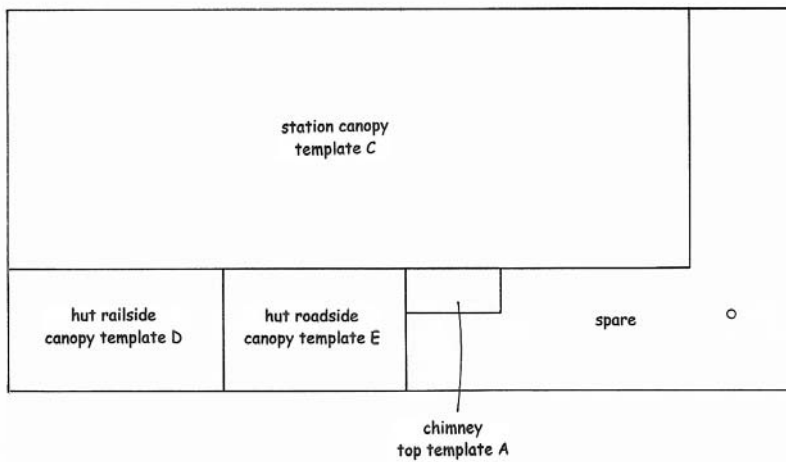 station canopy
template C
hut railside
canopy template D
hut roadside
canopy template E
spare
chimney
top template A